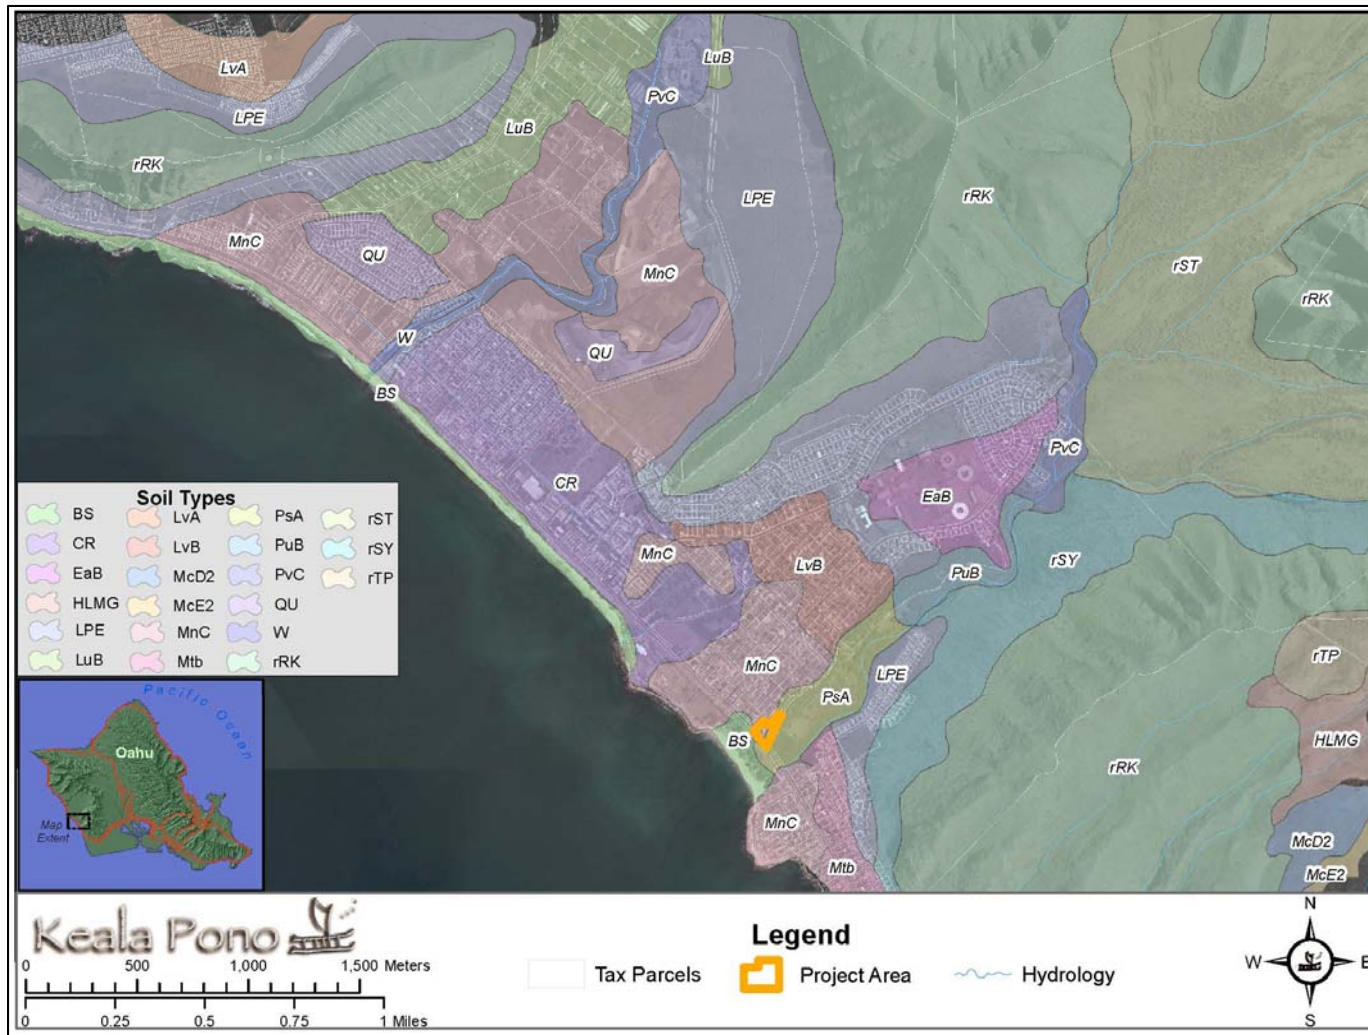 LvA
LuB
LPE
PvC
LuB
rRK
LPE
rRK
MnC
QU
MnC
rST
rRK
QU
W
BS
CR
EaB
PvC
MnC
LvB
PuB
rSY
MnC
PsA
LPE
rTP
BS
HLMG
rRK
MnC
Mtb
McD2
McE2
Soil Types
BS LvA PsA rST
CR LvB PuB rSY
EaB McD2 PvC rTP
HLMG McE2 QU
LPE MnC W
LuB Mtb rRK
Pacific Ocean
Oahu
Map
Extent
Keala Pono
0 500 1,000 1,500 Meters
0 0.25 0.5 0.75 1 Miles
Legend
Tax Parcels Project Area Hydrology
N
W E
S